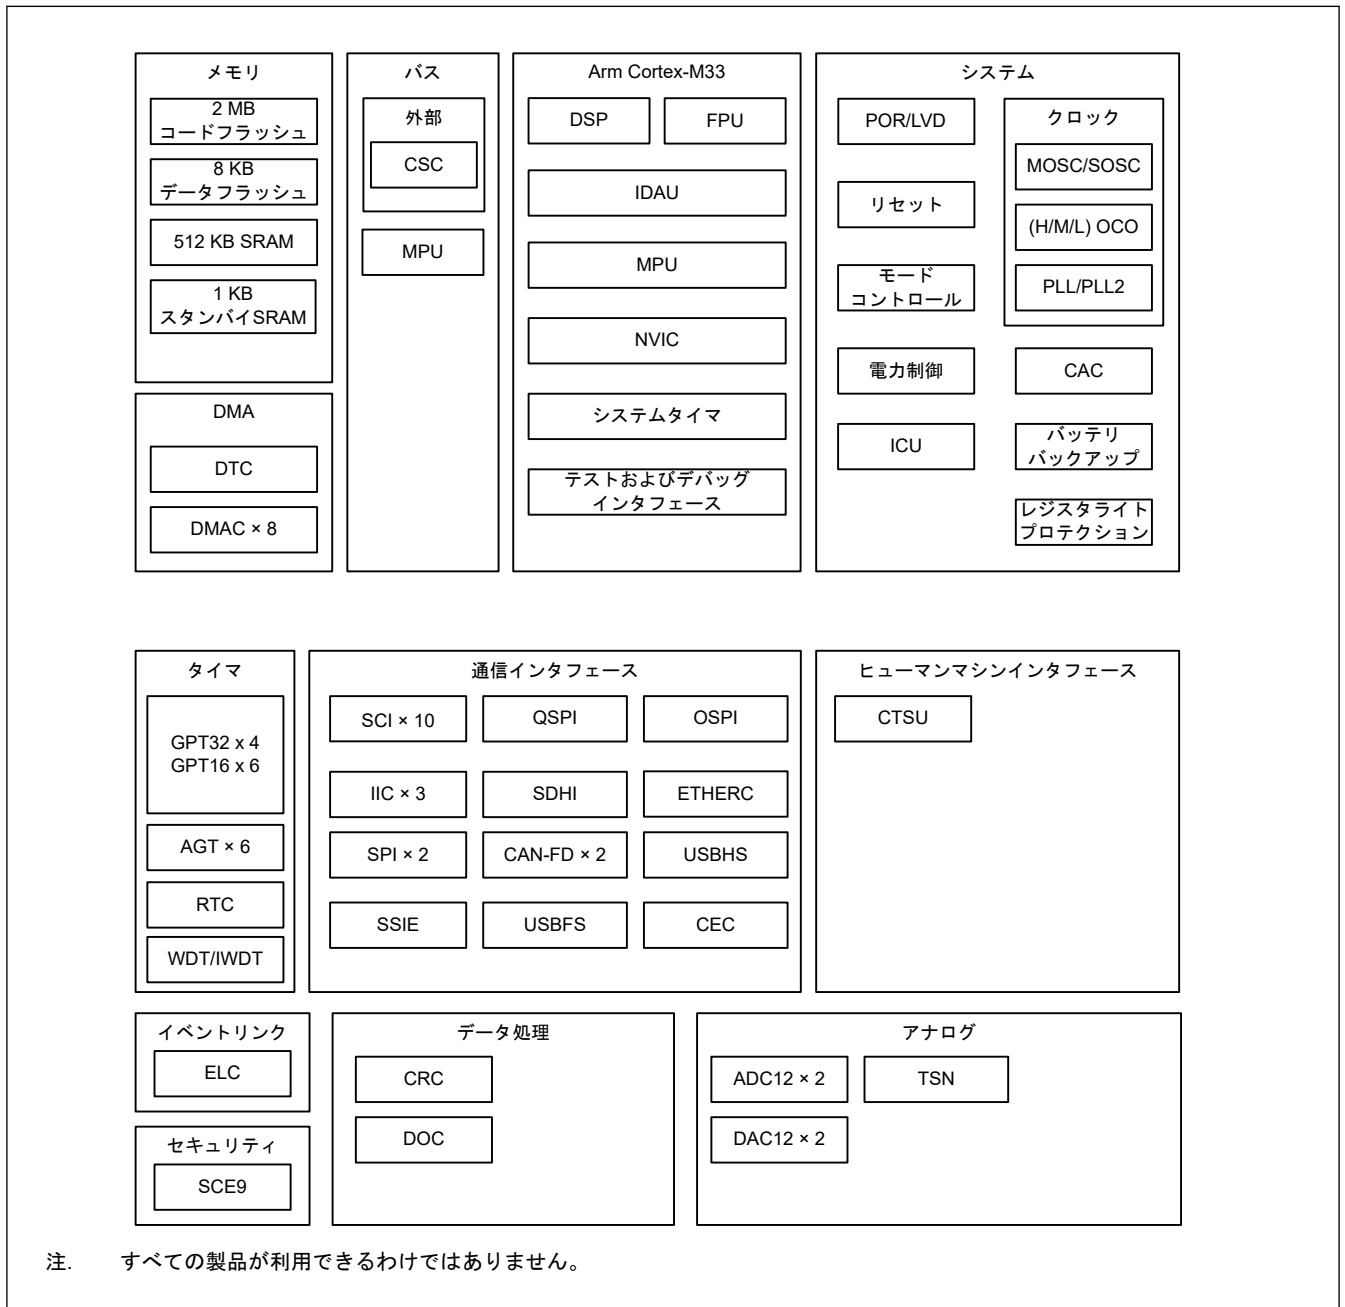 メモリ
2 MB
コードフラッシュ
8 KB
データフラッシュ
512 KB SRAM
1 KB
スタンバイSRAM
DMA
DTC
DMAC × 8
バス
外部
CSC
MPU
Arm Cortex-M33
DSP
FPU
IDAU
MPU
NVIC
システムタイマ
テストおよびデバッグ
インタフェース
システム
POR/LVD
リセット
モード
コントロール
電力制御
ICU
クロック
MOSC/SOSC
(H/M/L) OCO
PLL/PLL2
CAC
バッテリ
バックアップ
レジスタライト
プロテクション
タイマ
GPT32 x 4
GPT16 x 6
AGT × 6
RTC
WDT/IWDT
通信インタフェース
SCI × 10
QSPI
OSPI
IIC × 3
SDHI
ETHERC
SPI × 2
CAN-FD × 2
USBHS
SSIE
USBFS
CEC
ヒューマンマシンインタフェース
CTSU
イベントリンク
ELC
セキュリティ
SCE9
データ処理
CRC
DOC
アナログ
ADC12 × 2
TSN
DAC12 × 2
注. すべての製品が利用できるわけではありません。